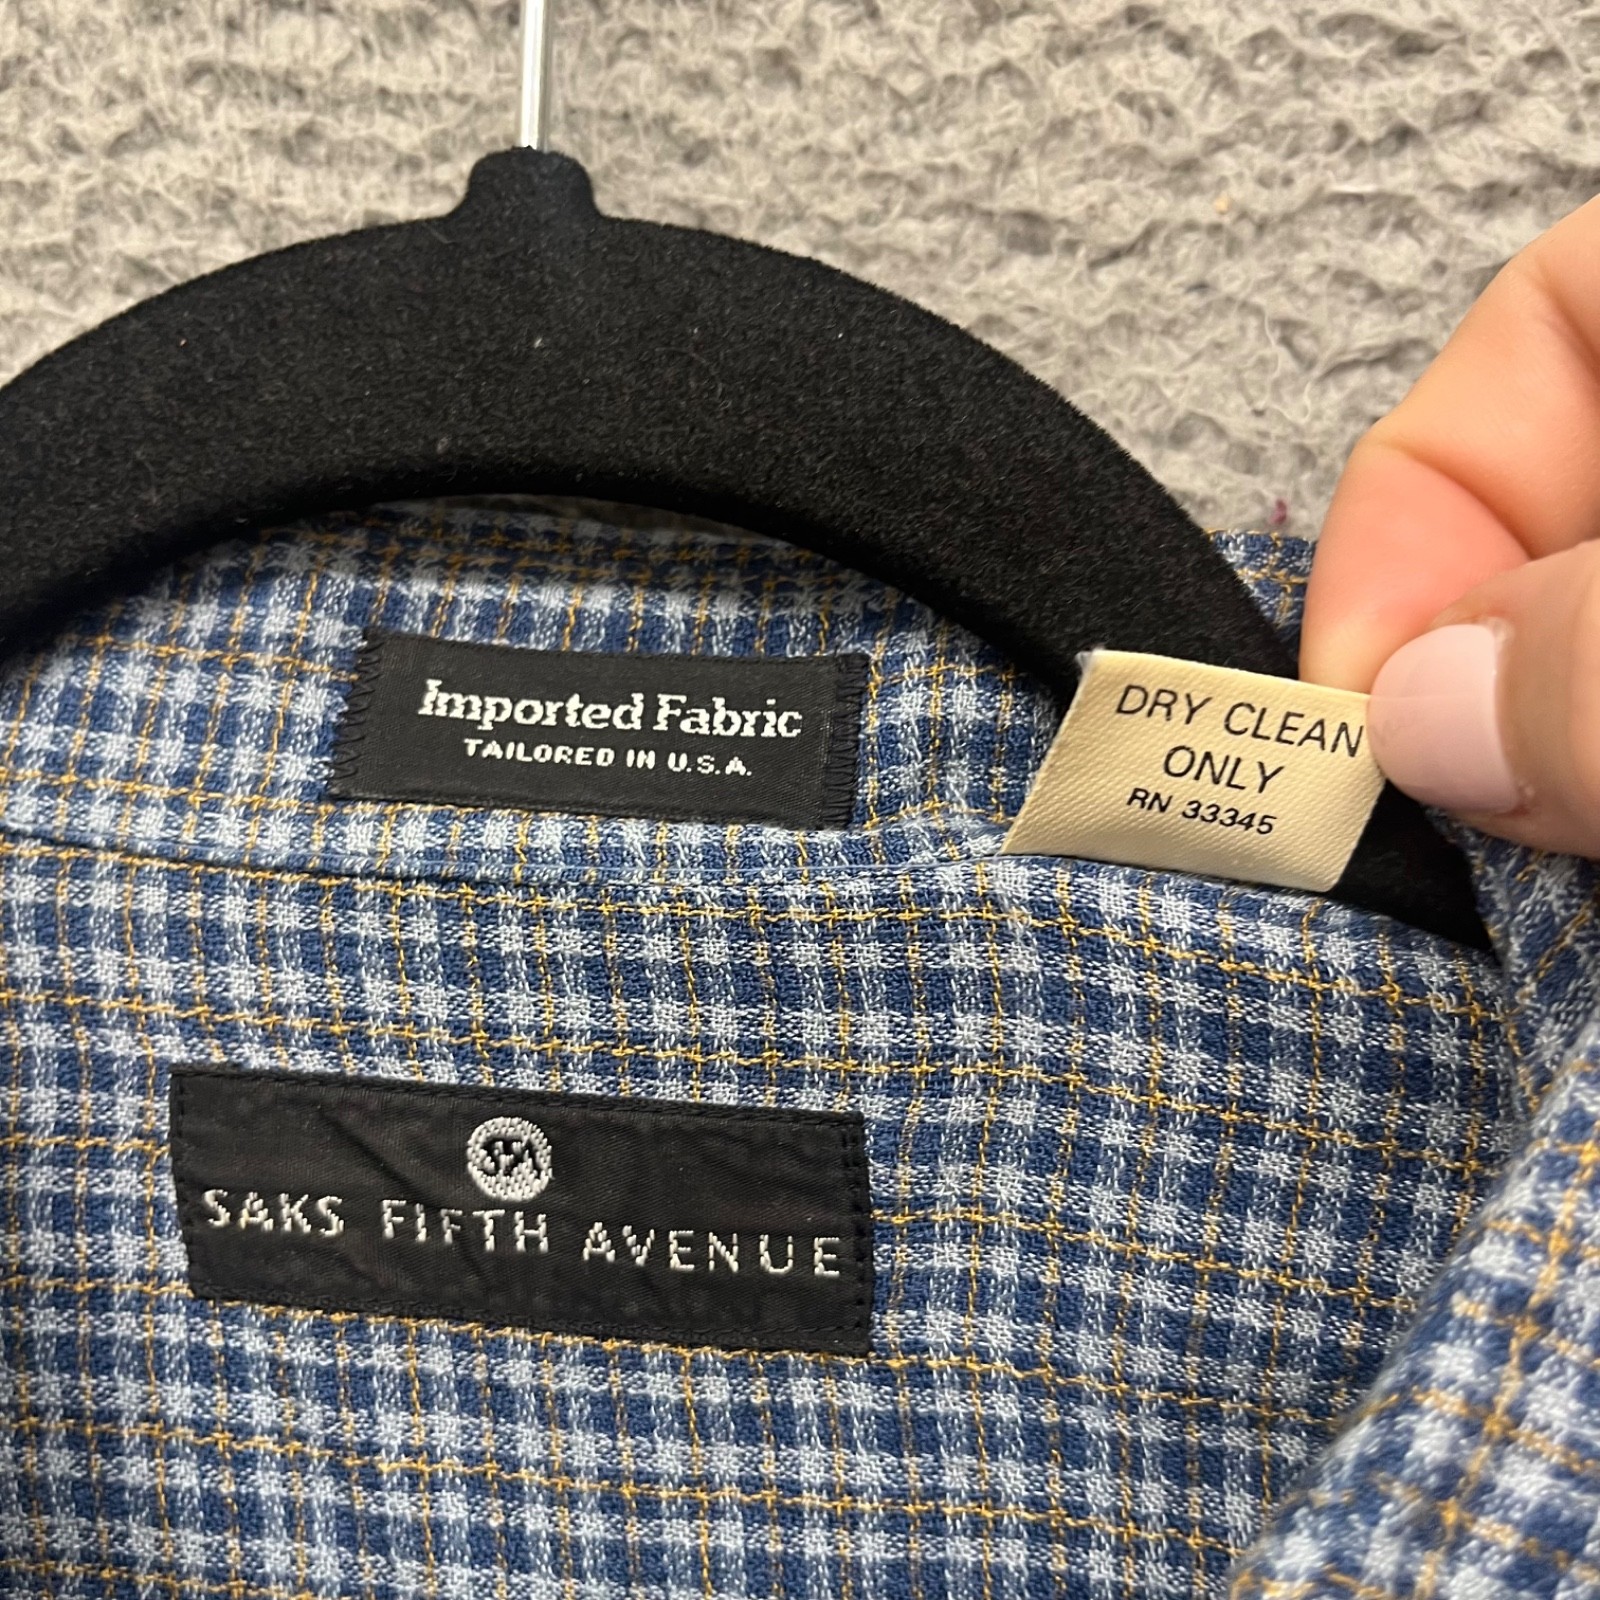 Imported Fabric
TAILORED IN U.S.A.
DRY CLEAN
ONLY
RN 33345
SFA
SAKS FIFTH AVENUE